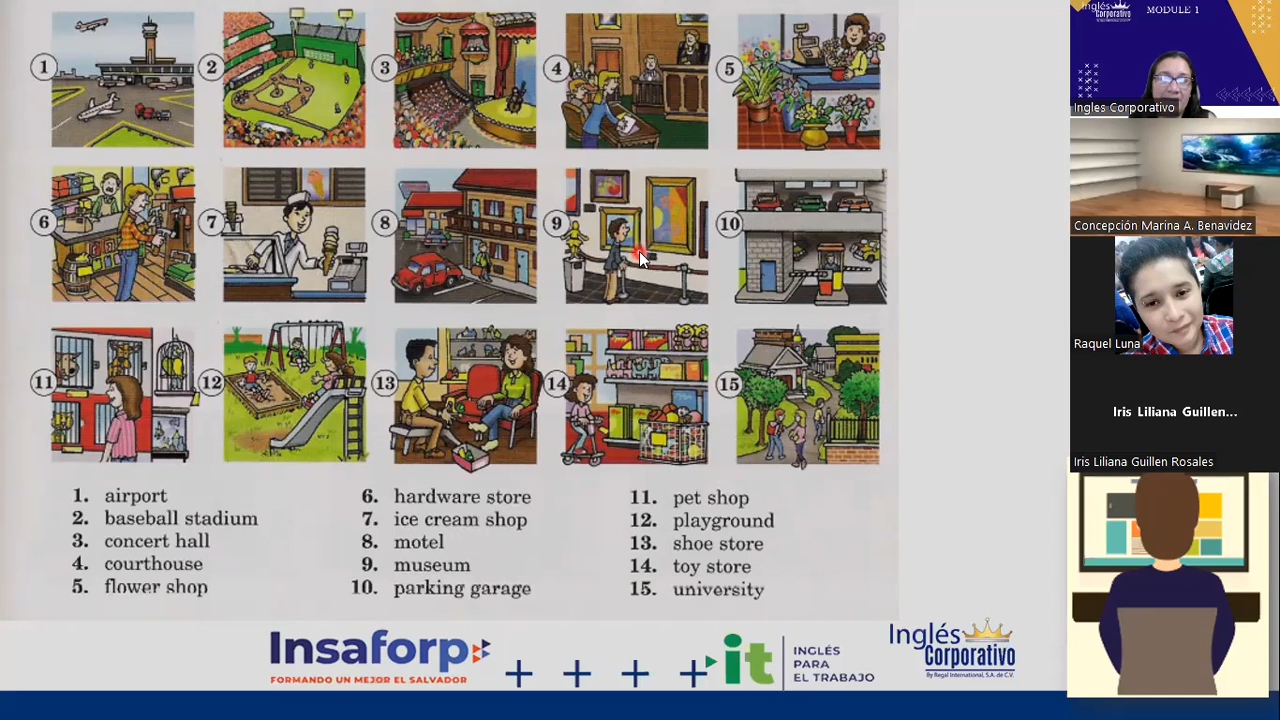 1
2
3
4
5
6
7
8
9
10
11
12
13
14
15
1. airport
2. baseball stadium
3. concert hall
4. courthouse
5. flower shop
6. hardware store
7. ice cream shop
8. motel
9. museum
10. parking garage
11. pet shop
12. playground
13. shoe store
14. toy store
15. university
Insaforp
FORMANDO UN MEJOR EL SALVADOR
it
INGLÉS
PARA
EL TRABAJO
Inglés
Corporativo
By Regal International, S.A. de C.V.
Inglés
Corporativo
MODULE 1
Ingles Corporativo
Concepción Marina A. Benavidez
Raquel Luna
Iris Liliana Guillen...
Iris Liliana Guillen Rosales